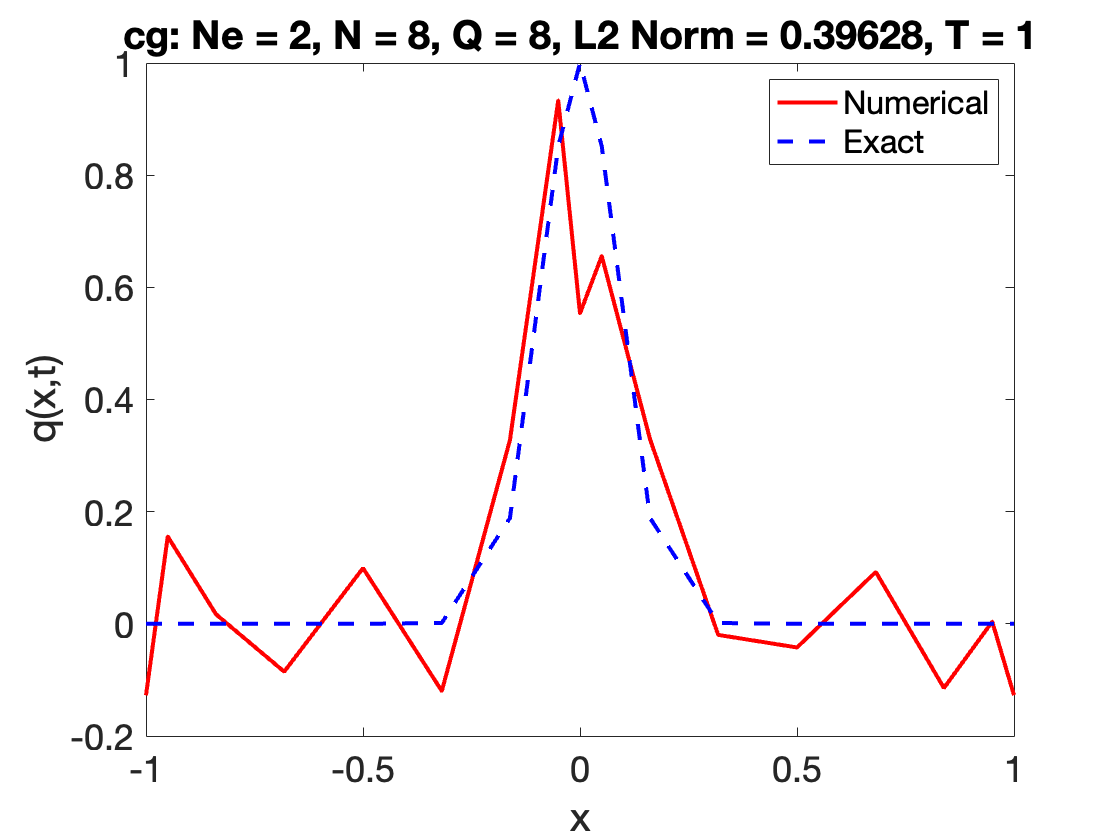 cg: Ne = 2, N = 8, Q = 8, L2 Norm = 0.39628, T = 1
Numerical
Exact
1
0.8
0.6
0.4
0.2
0
-0.2
q(x,t)
-1
-0.5
0
0.5
1
x